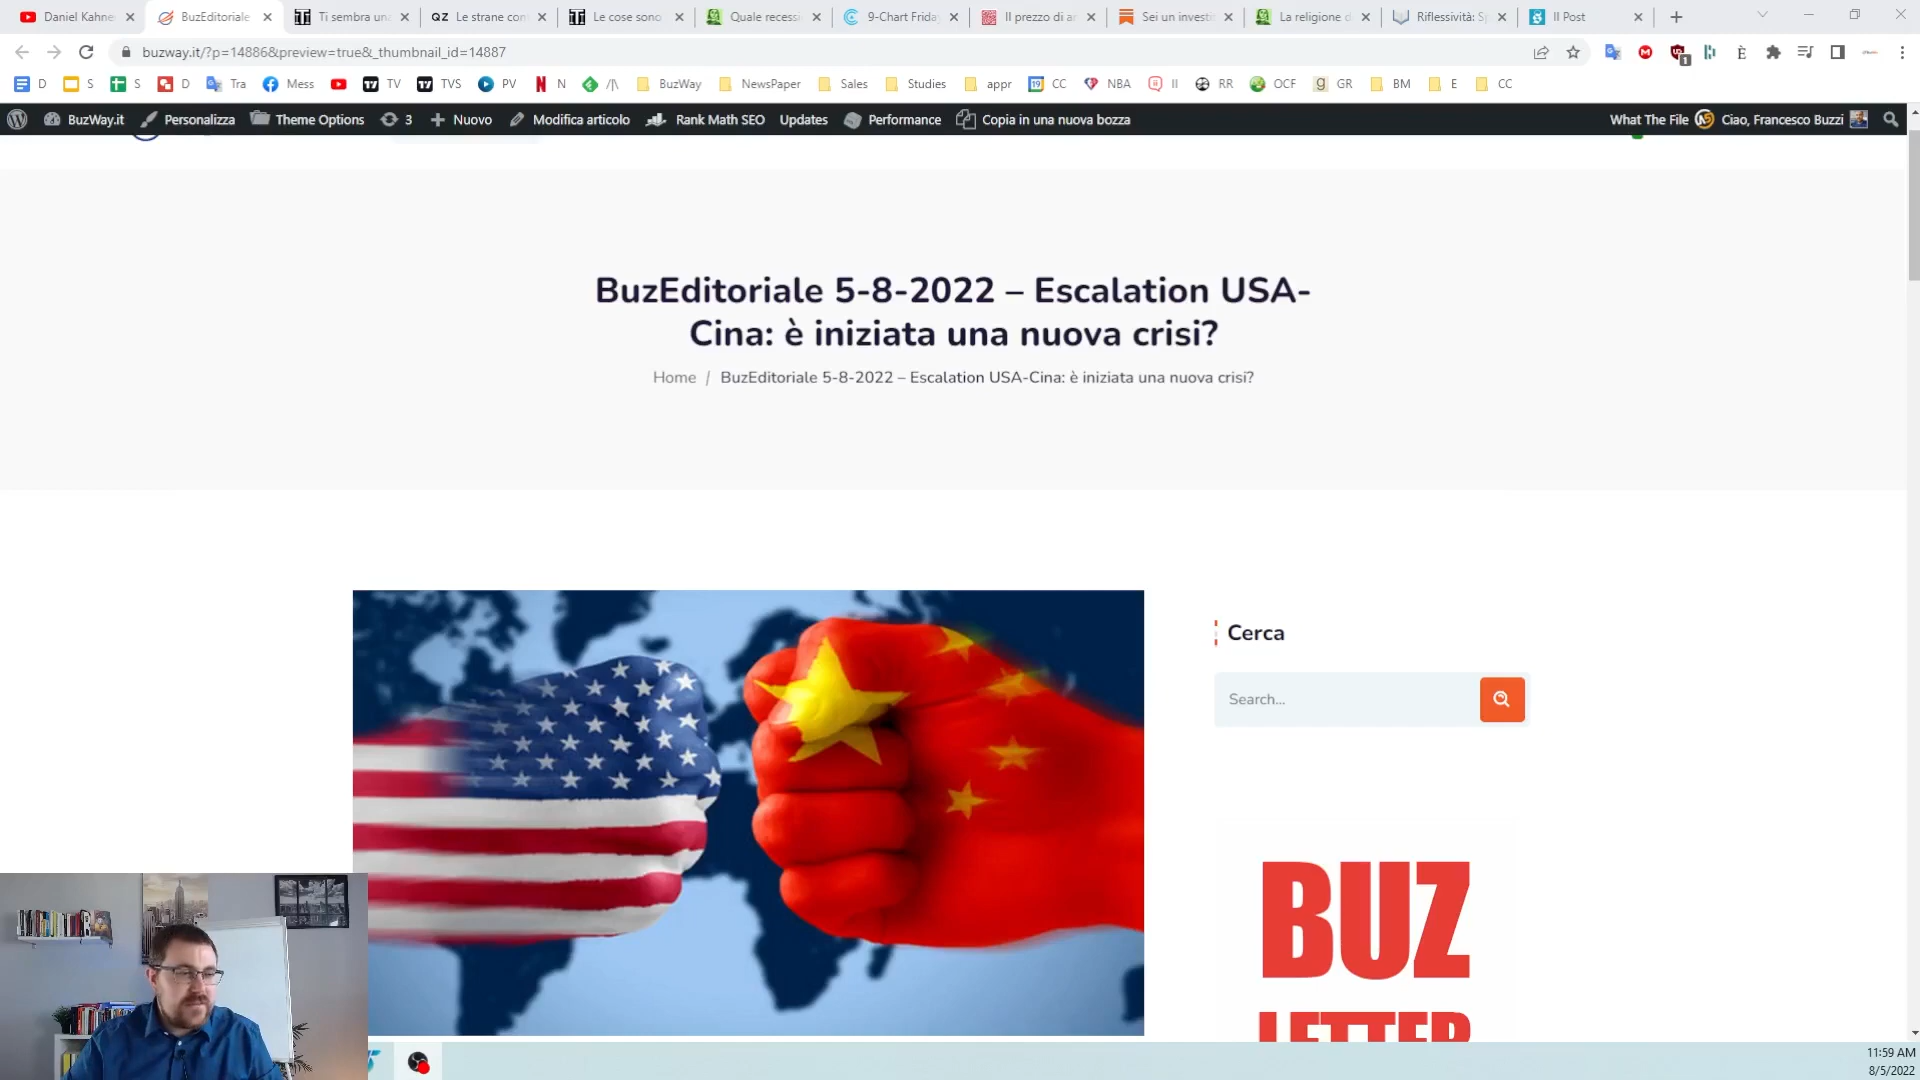 Daniel Kahne
BuzEditoriale
Ti sembra una
Le strane con
Le cose sono
Quale recessi
9-Chart Frida
Il prezzo di a
Sei un investi
La religione d
Riflessività: S
Il Post
buzway.it/?p=14886&preview=true&_thumbnail_id=14887
D S S D Tra Mess TV TVS PV N /|\ BuzWay NewsPaper Sales Studies appr CC NBA II RR OCF GR BM E CC
BuzWay.it Personalizza Theme Options 3 Nuovo Modifica articolo Rank Math SEO Updates Performance Copia in una nuova bozza What The File Ciao, Francesco Buzzi
BuzEditoriale 5-8-2022 – Escalation USA-
Cina: è iniziata una nuova crisi?
Home / BuzEditoriale 5-8-2022 – Escalation USA-Cina: è iniziata una nuova crisi?
Cerca
Search...
BUZ
LETTER
11:59 AM
8/5/2022